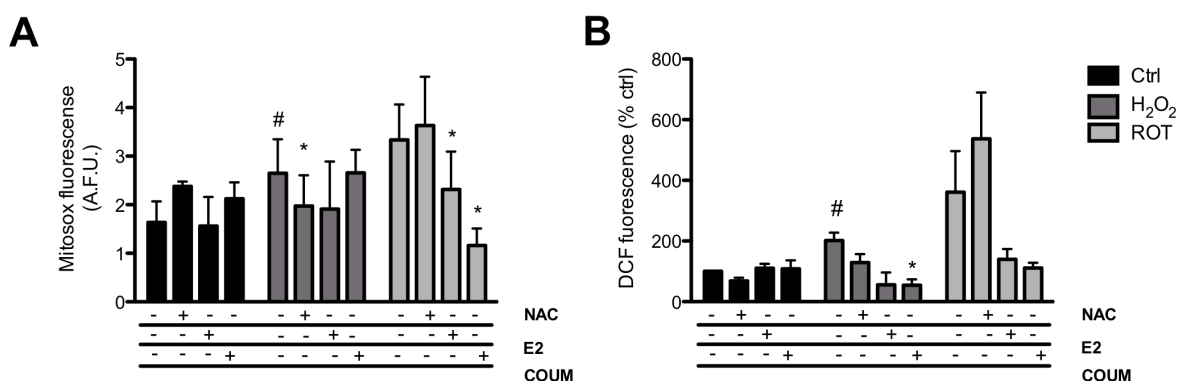 A
B
Mitosox fluorescense
(A.F.U.)
5
4
3
2
1
0
#
*
*
*
DCF fuorescence (% ctrl)
800
600
400
200
0
#
*
Ctrl
H₂O₂
ROT
- + - - - + - - - + - - NAC
- - + - - - + - - - + - E2
- - - + - - - + - - - + COUM
- + - - - + - - - + - - NAC
- - + - - - + - - - + - E2
- - - + - - - + - - - + COUM